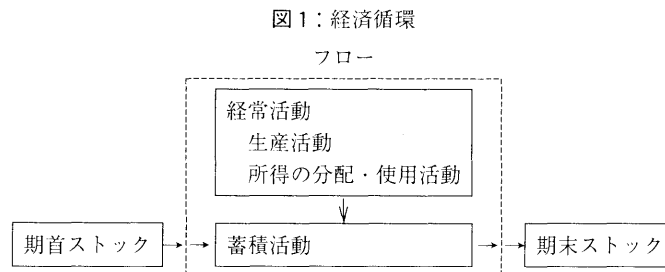 図1：経済循環
フロー
経常活動
生産活動
所得の分配・使用活動
期首ストック
蓄積活動
期末ストック